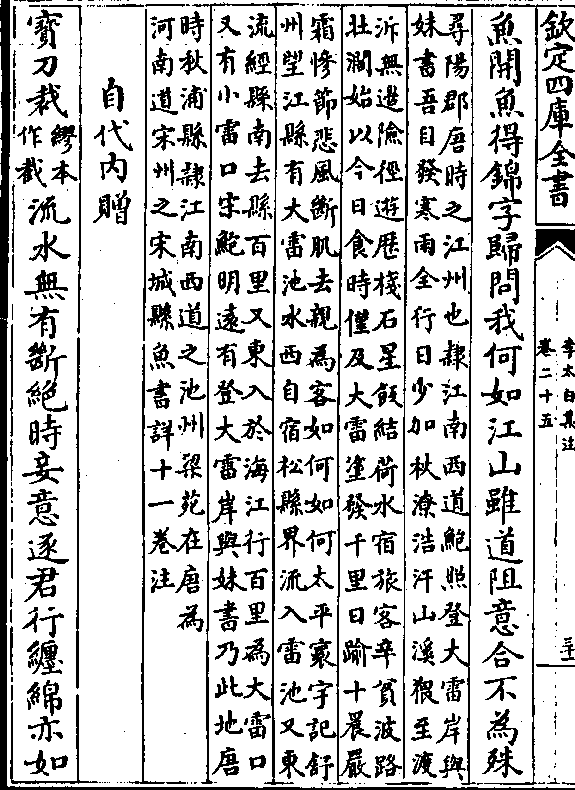 欽定四庫全書
李太白集注
卷二十五
魚開魚得錦字歸問我何如江山雖道阻意合不為殊
尋陽郡唐時之江州也隷江南西道鮑照登大雷岸與
妹書吾自發寒雨全行日少加秋潦浩汗山溪猥至渡
泝無邊險徑遊歴棧石星飯結荷水宿旅客辛貧波路
壯濶始以今日食時僅及大雷塗發千里日踰十晨嚴
霜慘節悲風斷肌去親為客如何如何太平寰宇記舒
州望江縣有大雷池水西自宿松縣界流入雷池又東
流經縣南去縣百里又東入於海江行百里為大雷口
又有小雷口宋鮑明遠有登大雷岸與妹書乃此地唐
時秋浦縣隷江南西道之池州梁苑在唐為
河南道宋州之宋城縣魚書詳十一卷注
自代内贈
寳刀裁繆本作截流水無有斷絶時妾意逐君行纒綿亦如